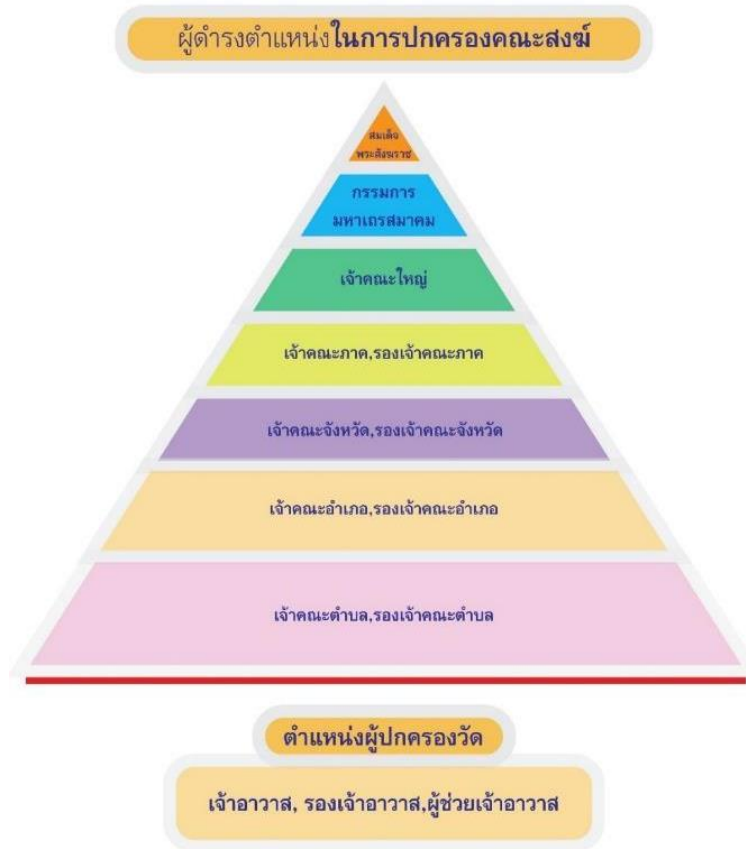 ผู้ดำรงตำแหน่งในการปกครองคณะสงฆ์
สมเด็จ
พระสังฆราช
กรรมการ
มหาเถรสมาคม
เจ้าคณะใหญ่
เจ้าคณะภาค,รองเจ้าคณะภาค
เจ้าคณะจังหวัด,รองเจ้าคณะจังหวัด
เจ้าคณะอำเภอ,รองเจ้าคณะอำเภอ
เจ้าคณะตำบล,รองเจ้าคณะตำบล
ตำแหน่งผู้ปกครองวัด
เจ้าอาวาส, รองเจ้าอาวาส,ผู้ช่วยเจ้าอาวาส